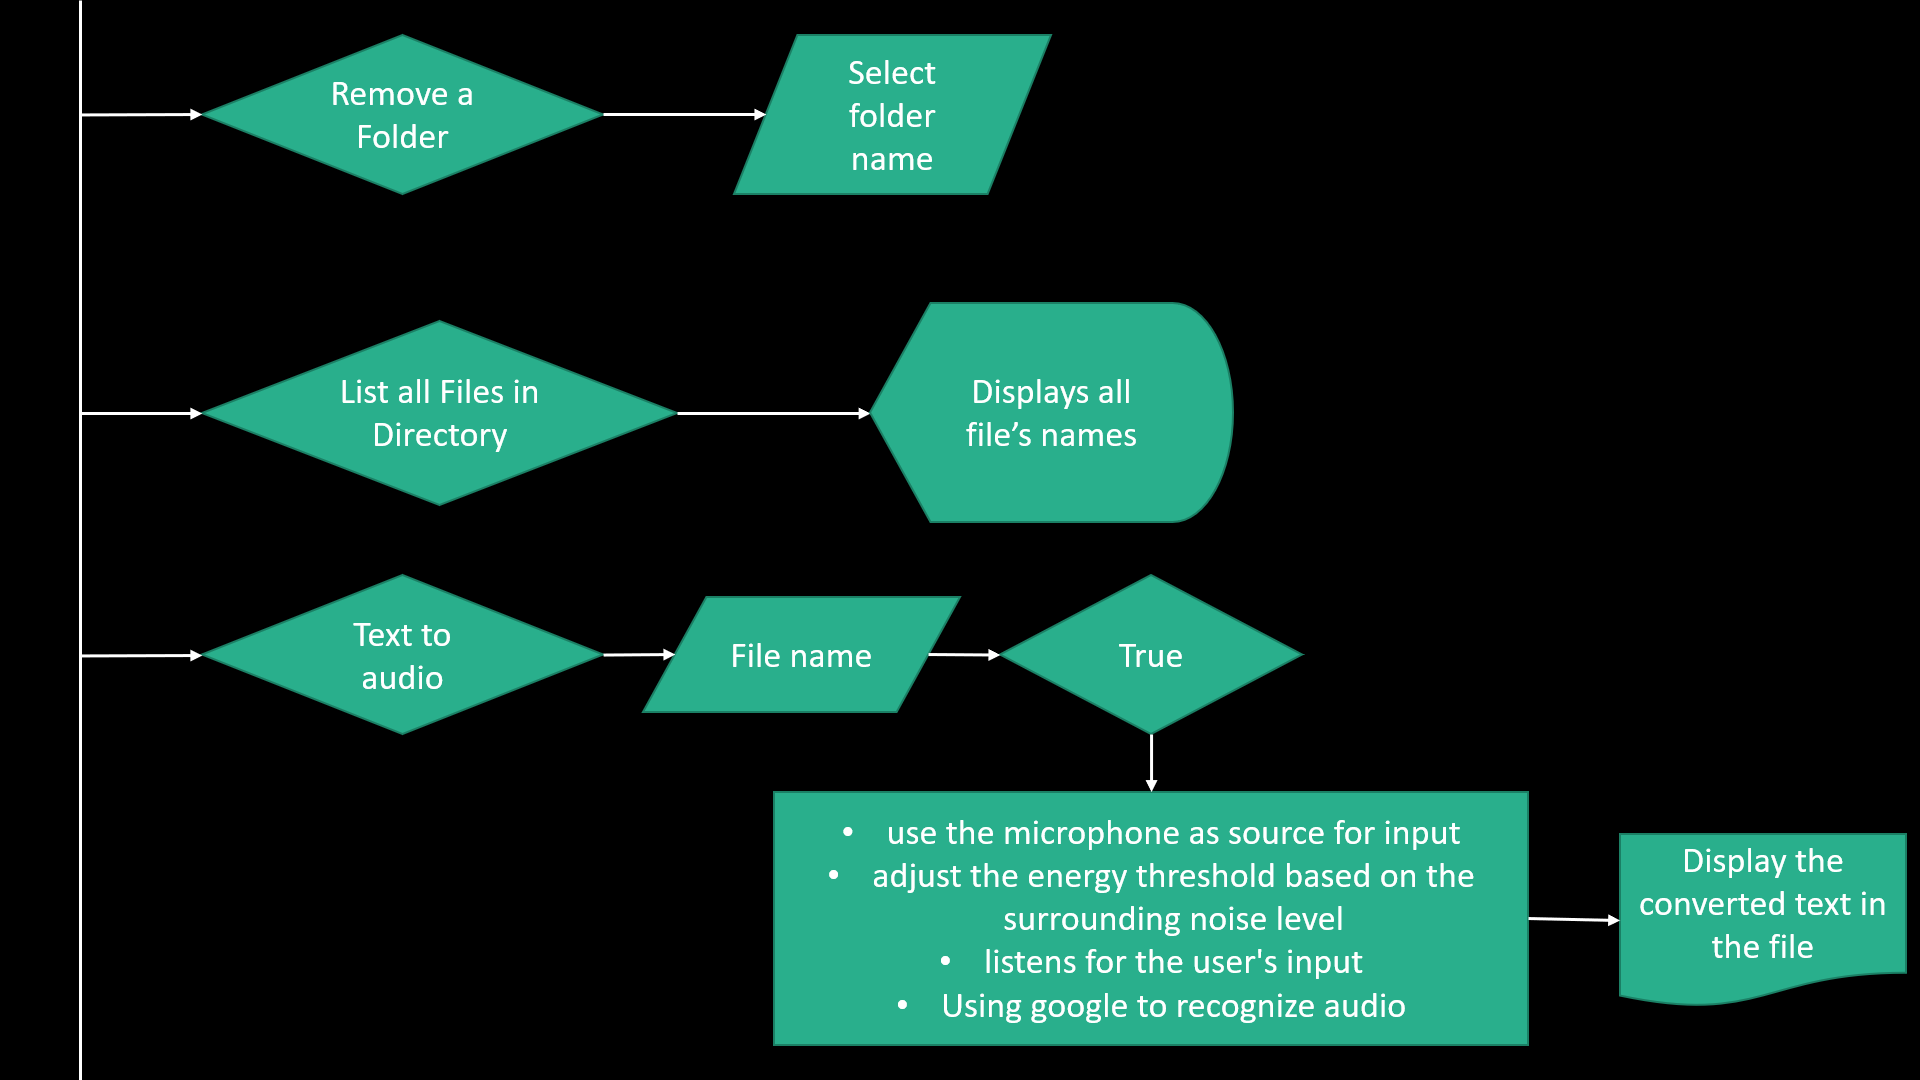 Remove a
Folder
Select
folder
name
List all Files in
Directory
Displays all
file’s names
Text to
audio
File name
True
• use the microphone as source for input
• adjust the energy threshold based on the
surrounding noise level
• listens for the user's input
• Using google to recognize audio
Display the
converted text in
the file